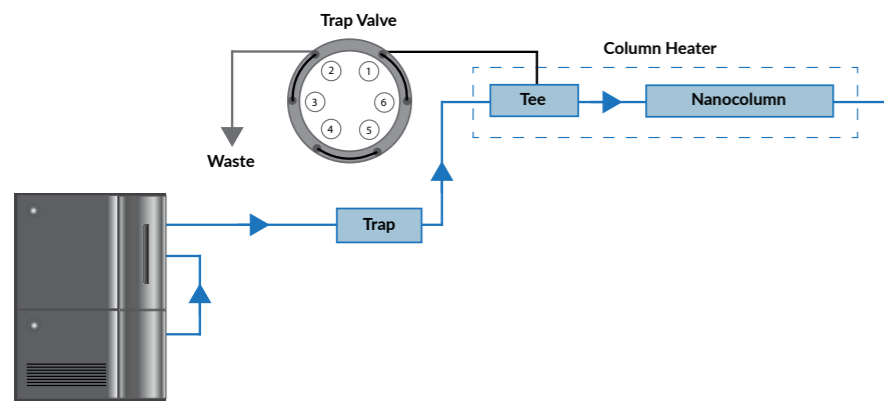 Trap Valve
Column Heater
2 1
3 6
4 5
Tee
Nanocolumn
Waste
Trap